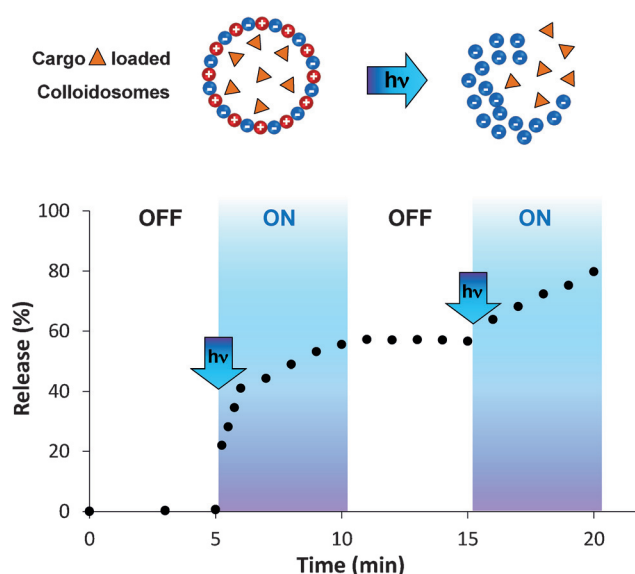 Cargo loaded
Colloidosomes
hν
OFF ON OFF ON
hν
hν
Release (%)
100
80
60
40
20
0
0 5 10 15 20
Time (min)